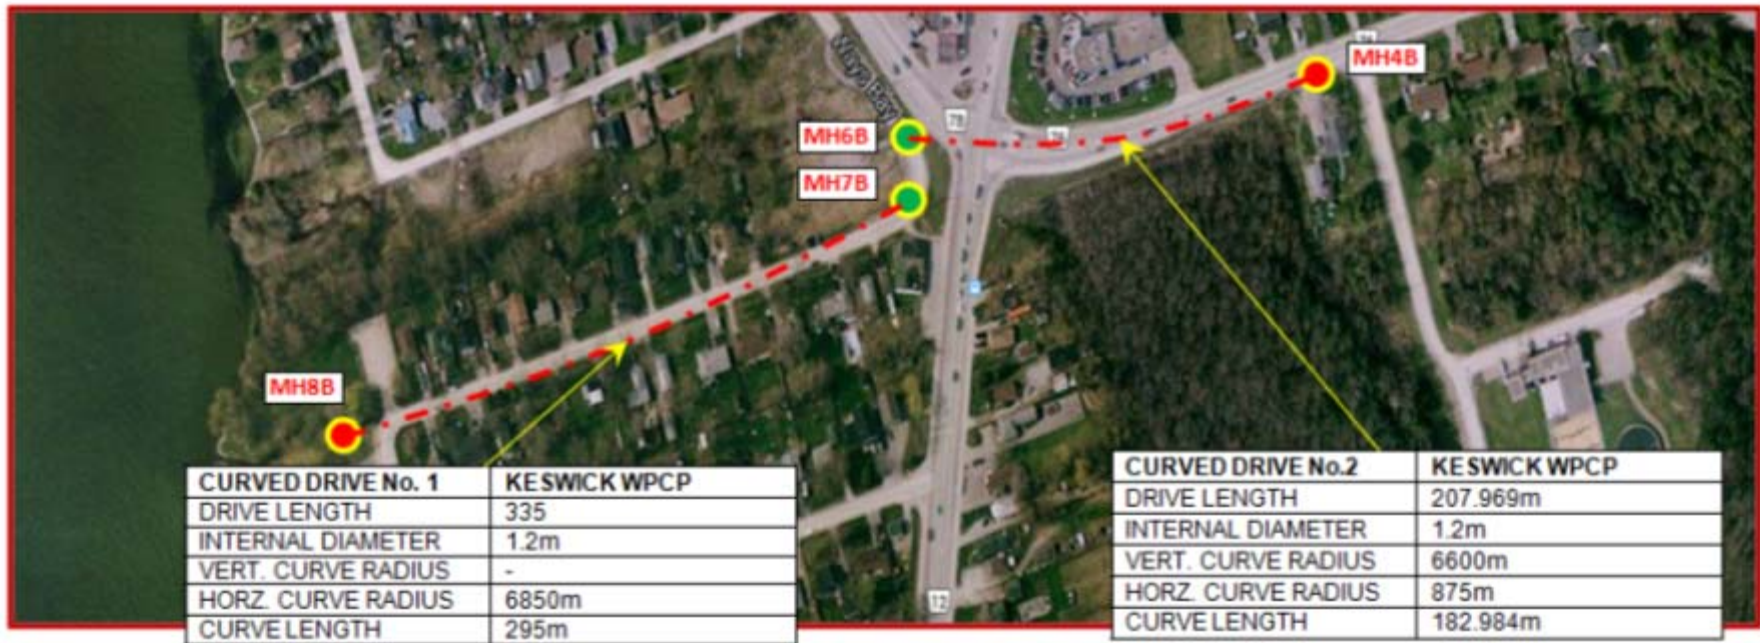 MH4B
MH6B
78
MH7B
MH8B
CURVED DRIVE No. 1 KESWICK WPCP
DRIVE LENGTH 335
INTERNAL DIAMETER 1.2m
VERT. CURVE RADIUS -
HORZ. CURVE RADIUS 6850m
CURVE LENGTH 295m
CURVED DRIVE No.2 KESWICK WPCP
DRIVE LENGTH 207.969m
INTERNAL DIAMETER 1.2m
VERT. CURVE RADIUS 6600m
HORZ. CURVE RADIUS 875m
CURVE LENGTH 182.984m
12